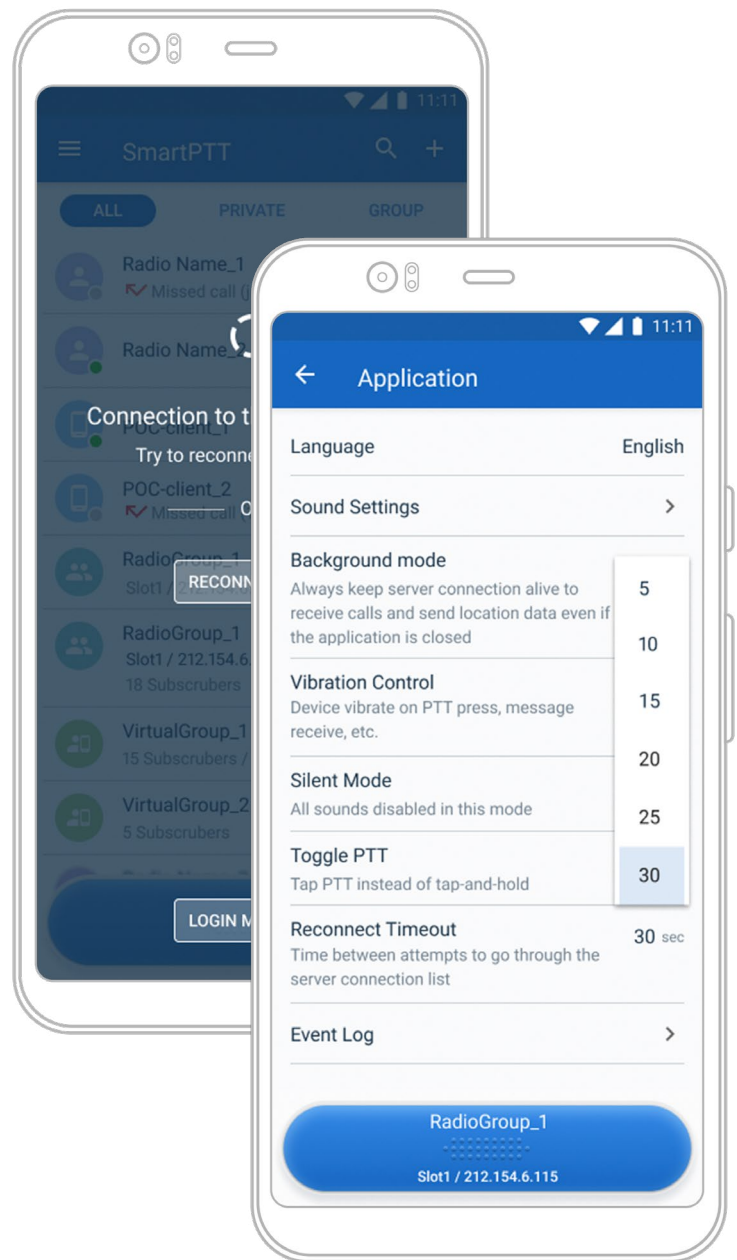 11:11
SmartPTT
ALL PRIVATE GROUP
Radio Name_1
Missed call (j
Radio Name_2
Connection to t
POC-client_1
Try to reconne
POC-client_2
Missed call (
O
RadioGroup_1
Slot1 / 212.154.6.
RECONN
RadioGroup_1
Slot1 / 212.154.6.
18 Subscrubers
VirtualGroup_1
15 Subscrubers /
VirtualGroup_2
5 Subscrubers
LOGIN M
11:11
Application
Language English
Sound Settings
Background mode
Always keep server connection alive to
receive calls and send location data even if
the application is closed
Vibration Control
Device vibrate on PTT press, message
receive, etc.
Silent Mode
All sounds disabled in this mode
Toggle PTT
Tap PTT instead of tap-and-hold
5
10
15
20
25
30
Reconnect Timeout 30 sec
Time between attempts to go through the
server connection list
Event Log
RadioGroup_1
Slot1 / 212.154.6.115